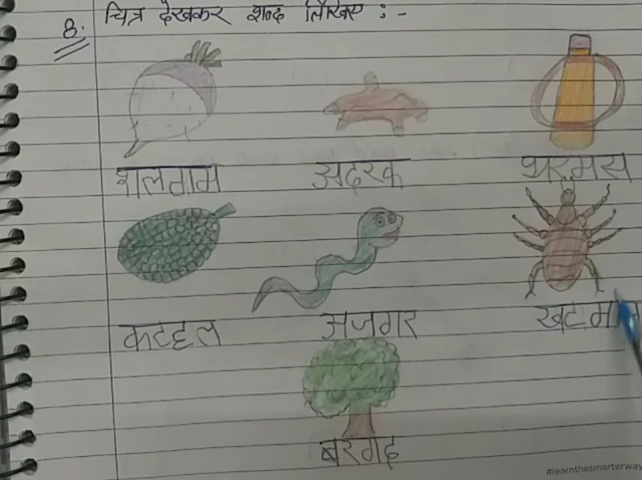 8. चित्र देखकर शब्द लिखिए :-
शलगम अदरक थरमस
कटहल अजगर खटमल
बरगद
#learnthesmarterway